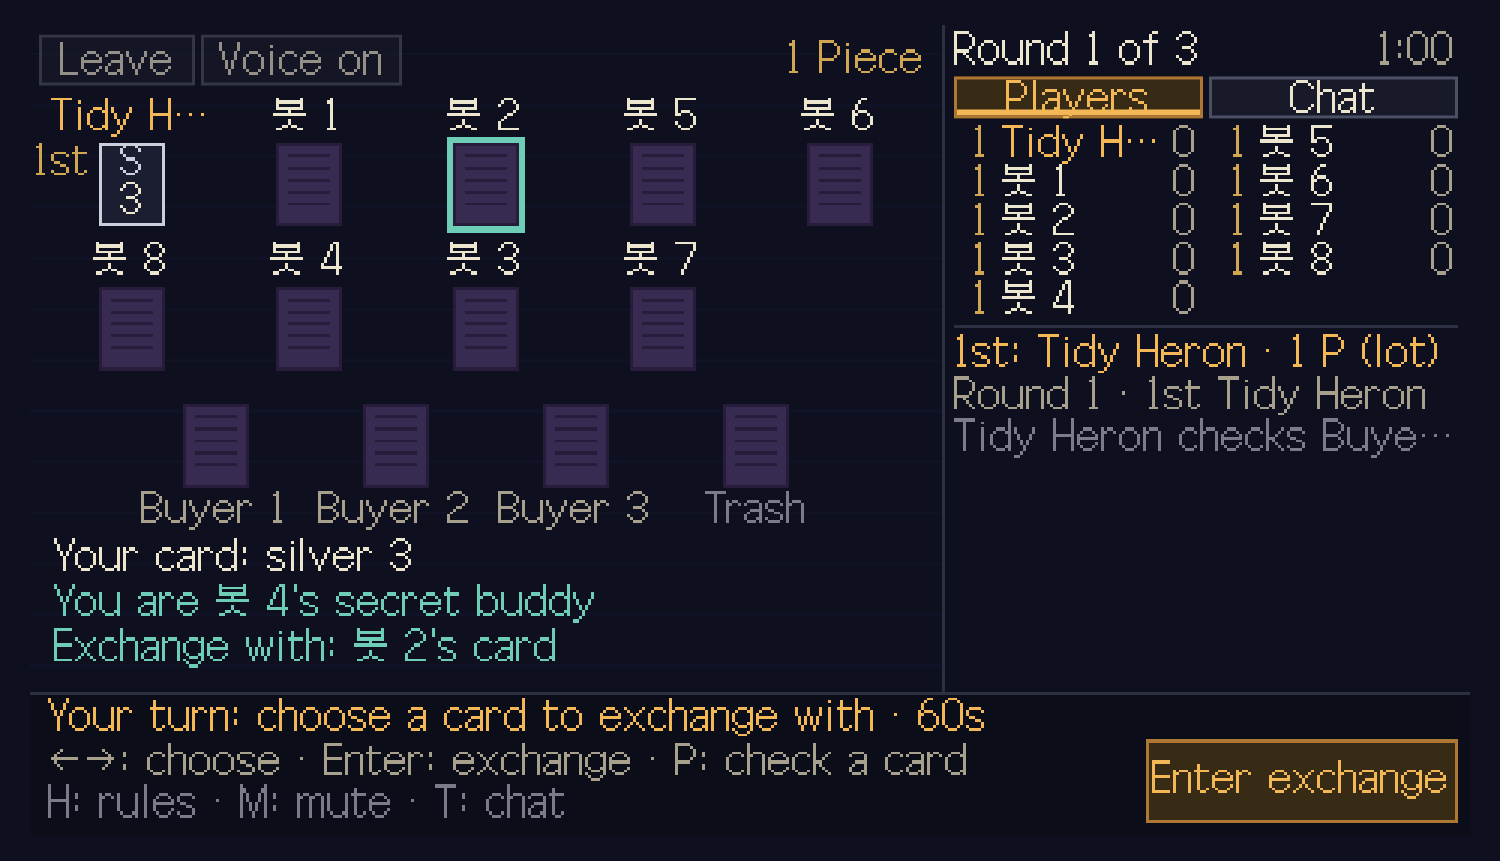 Leave
Voice on
1 Piece
Tidy H…
봇 1
봇 2
봇 5
봇 6
1st
S
3
봇 8
봇 4
봇 3
봇 7
Buyer 1
Buyer 2
Buyer 3
Trash
Your card: silver 3
You are 봇 4's secret buddy
Exchange with: 봇 2's card
Round 1 of 3
1:00
Players
Chat
1 Tidy H… 0
1 봇 1 0
1 봇 2 0
1 봇 3 0
1 봇 4 0
1 봇 5 0
1 봇 6 0
1 봇 7 0
1 봇 8 0
1st: Tidy Heron · 1 P (lot)
Round 1 · 1st Tidy Heron
Tidy Heron checks Buye…
Your turn: choose a card to exchange with · 60s
←→: choose · Enter: exchange · P: check a card
H: rules · M: mute · T: chat
Enter exchange